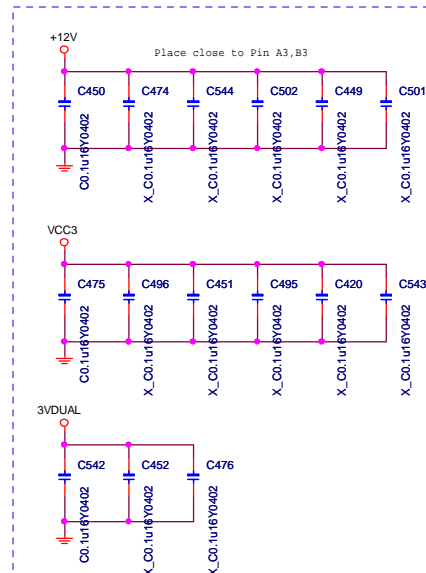 +12V
Place close to Pin A3,B3
C450
C474
C544
C502
C449
C501
C0.1u16Y0402
X_C0.1u16Y0402
X_C0.1u16Y0402
X_C0.1u16Y0402
X_C0.1u16Y0402
X_C0.1u16Y0402
VCC3
C475
C496
C451
C495
C420
C543
C0.1u16Y0402
X_C0.1u16Y0402
X_C0.1u16Y0402
X_C0.1u16Y0402
X_C0.1u16Y0402
X_C0.1u16Y0402
3VDUAL
C542
C452
C476
C0.1u16Y0402
X_C0.1u16Y0402
X_C0.1u16Y0402